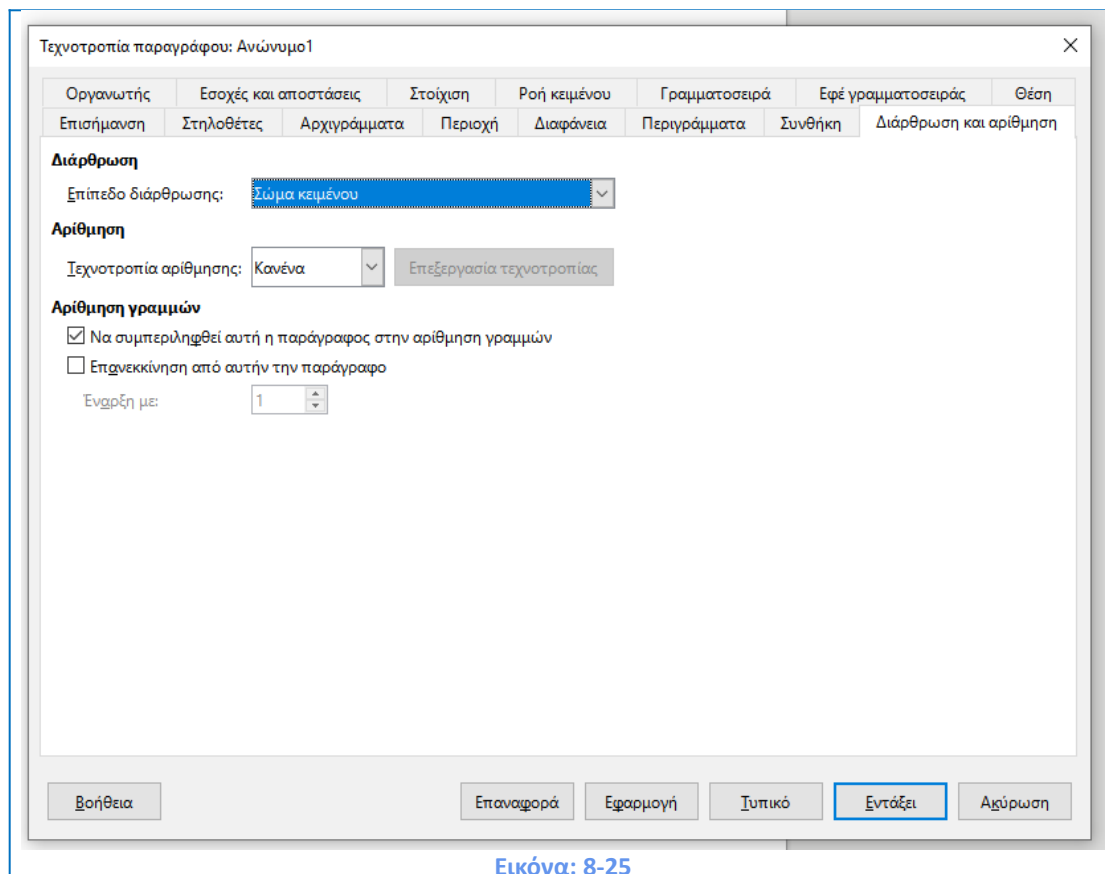 Τεχνοτροπία παραγράφου: Ανώνυμο1
Οργανωτής Εσοχές και αποστάσεις Στοίχιση Ροή κειμένου Γραμματοσειρά Εφέ γραμματοσειράς Θέση
Επισήμανση Στηλοθέτες Αρχιγράμματα Περιοχή Διαφάνεια Περιγράμματα Συνθήκη Διάρθρωση και αρίθμηση
Διάρθρωση
Επίπεδο διάρθρωσης: Σώμα κειμένου
Αρίθμηση
Τεχνοτροπία αρίθμησης: Κανένα Επεξεργασία τεχνοτροπίας
Αρίθμηση γραμμών
Να συμπεριληφθεί αυτή η παράγραφος στην αρίθμηση γραμμών
Επανεκκίνηση από αυτήν την παράγραφο
Έναρξη με: 1
Βοήθεια Επαναφορά Εφαρμογή Τυπικό Εντάξει Ακύρωση
Εικόνα: 8-25